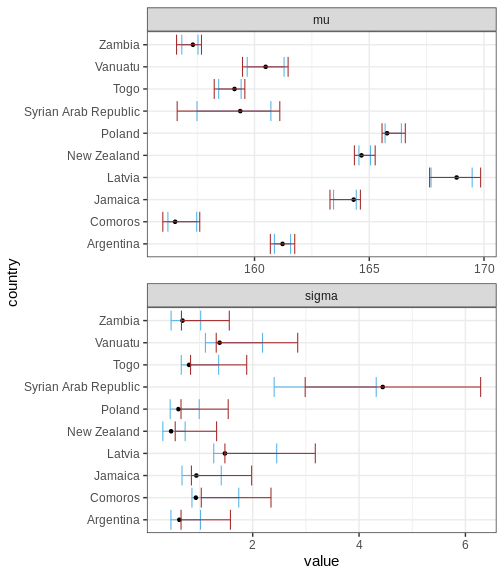 mu
Zambia
Vanuatu
Togo
Syrian Arab Republic
Poland
New Zealand
Latvia
Jamaica
Comoros
Argentina
160 165 170
sigma
Zambia
Vanuatu
Togo
Syrian Arab Republic
Poland
New Zealand
Latvia
Jamaica
Comoros
Argentina
2 4 6
value
country